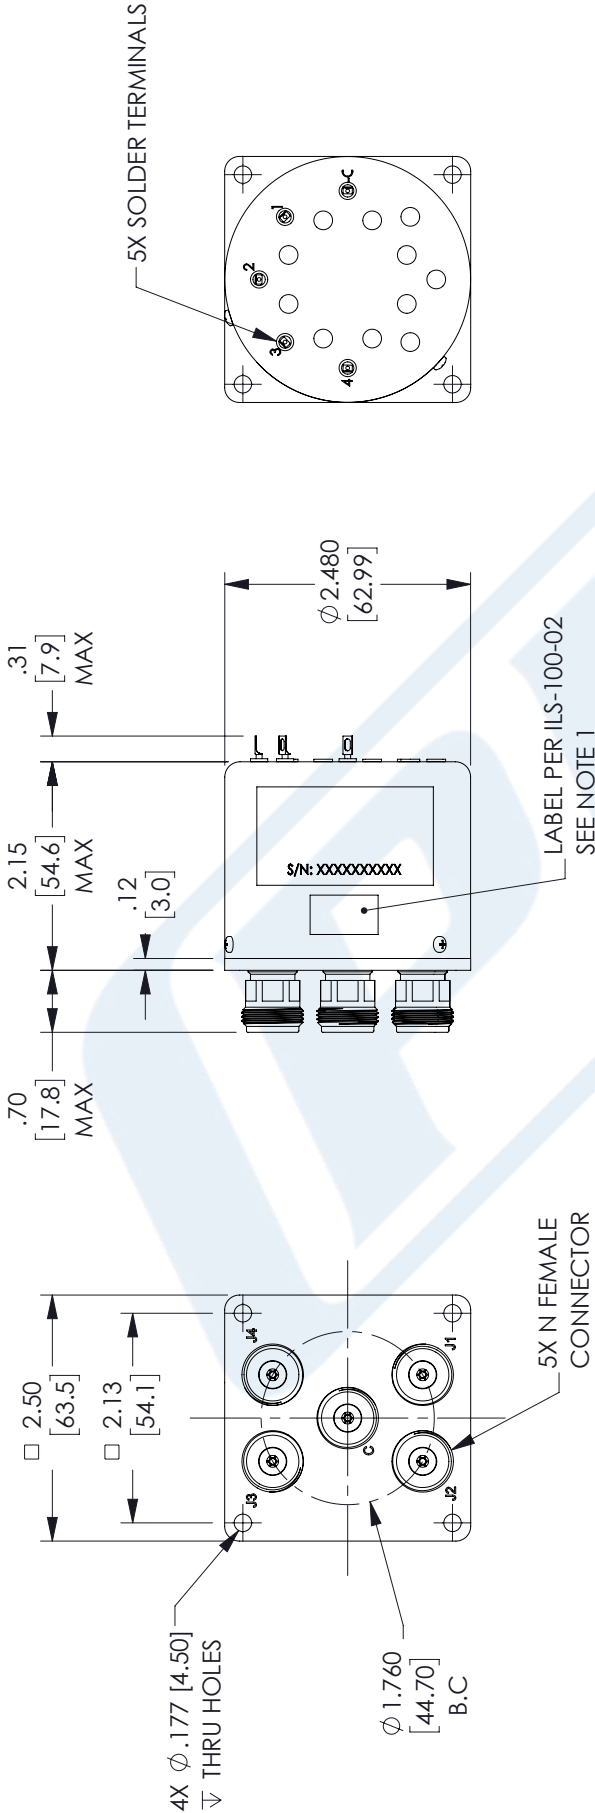 □ 2.50
[63.5]
□ 2.13
[54.1]
4X Ø .177 [4.50]
↧ THRU HOLES
J3
J4
C
J2
J1
Ø 1.760
[44.70]
B.C
5X N FEMALE
CONNECTOR
.70
[17.8]
MAX
2.15
[54.6]
MAX
.31
[7.9]
MAX
.12
[3.0]
S/N: XXXXXXXXXX
Ø 2.480
[62.99]
LABEL PER ILS-100-02
SEE NOTE 1
5X SOLDER TERMINALS
3
2
1
4
C